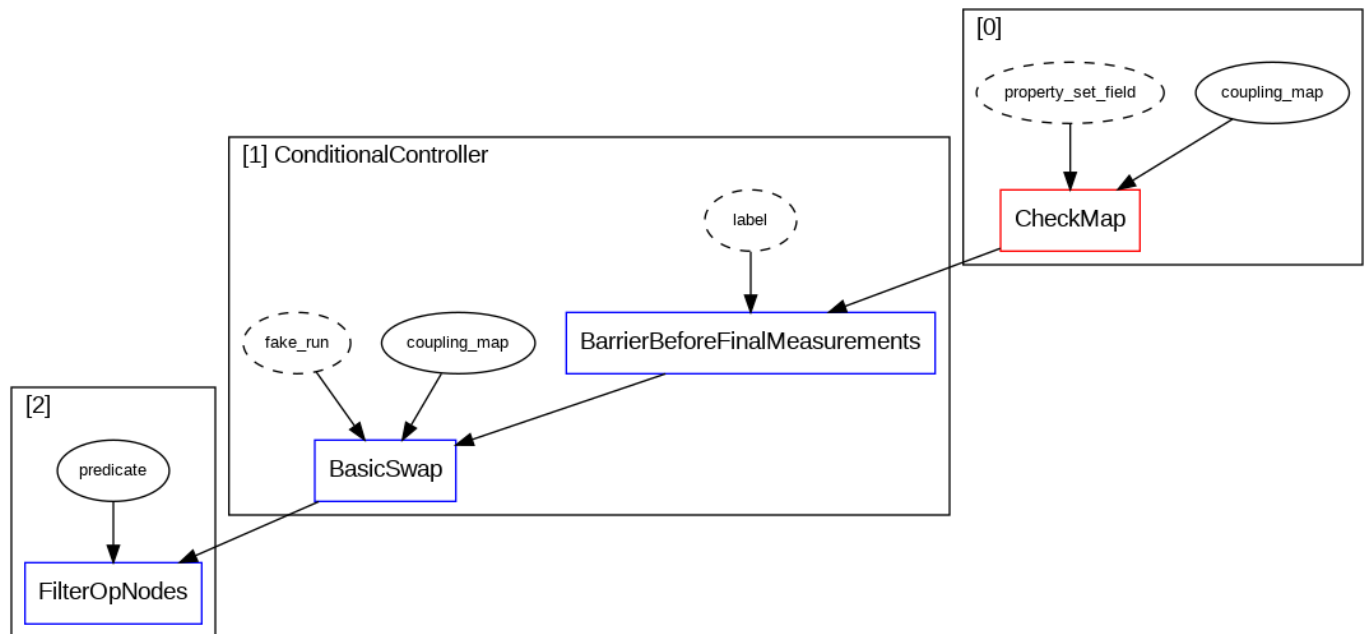 [0]
property_set_field
coupling_map
CheckMap
[1] ConditionalController
label
BarrierBeforeFinalMeasurements
fake_run
coupling_map
BasicSwap
[2]
predicate
FilterOpNodes